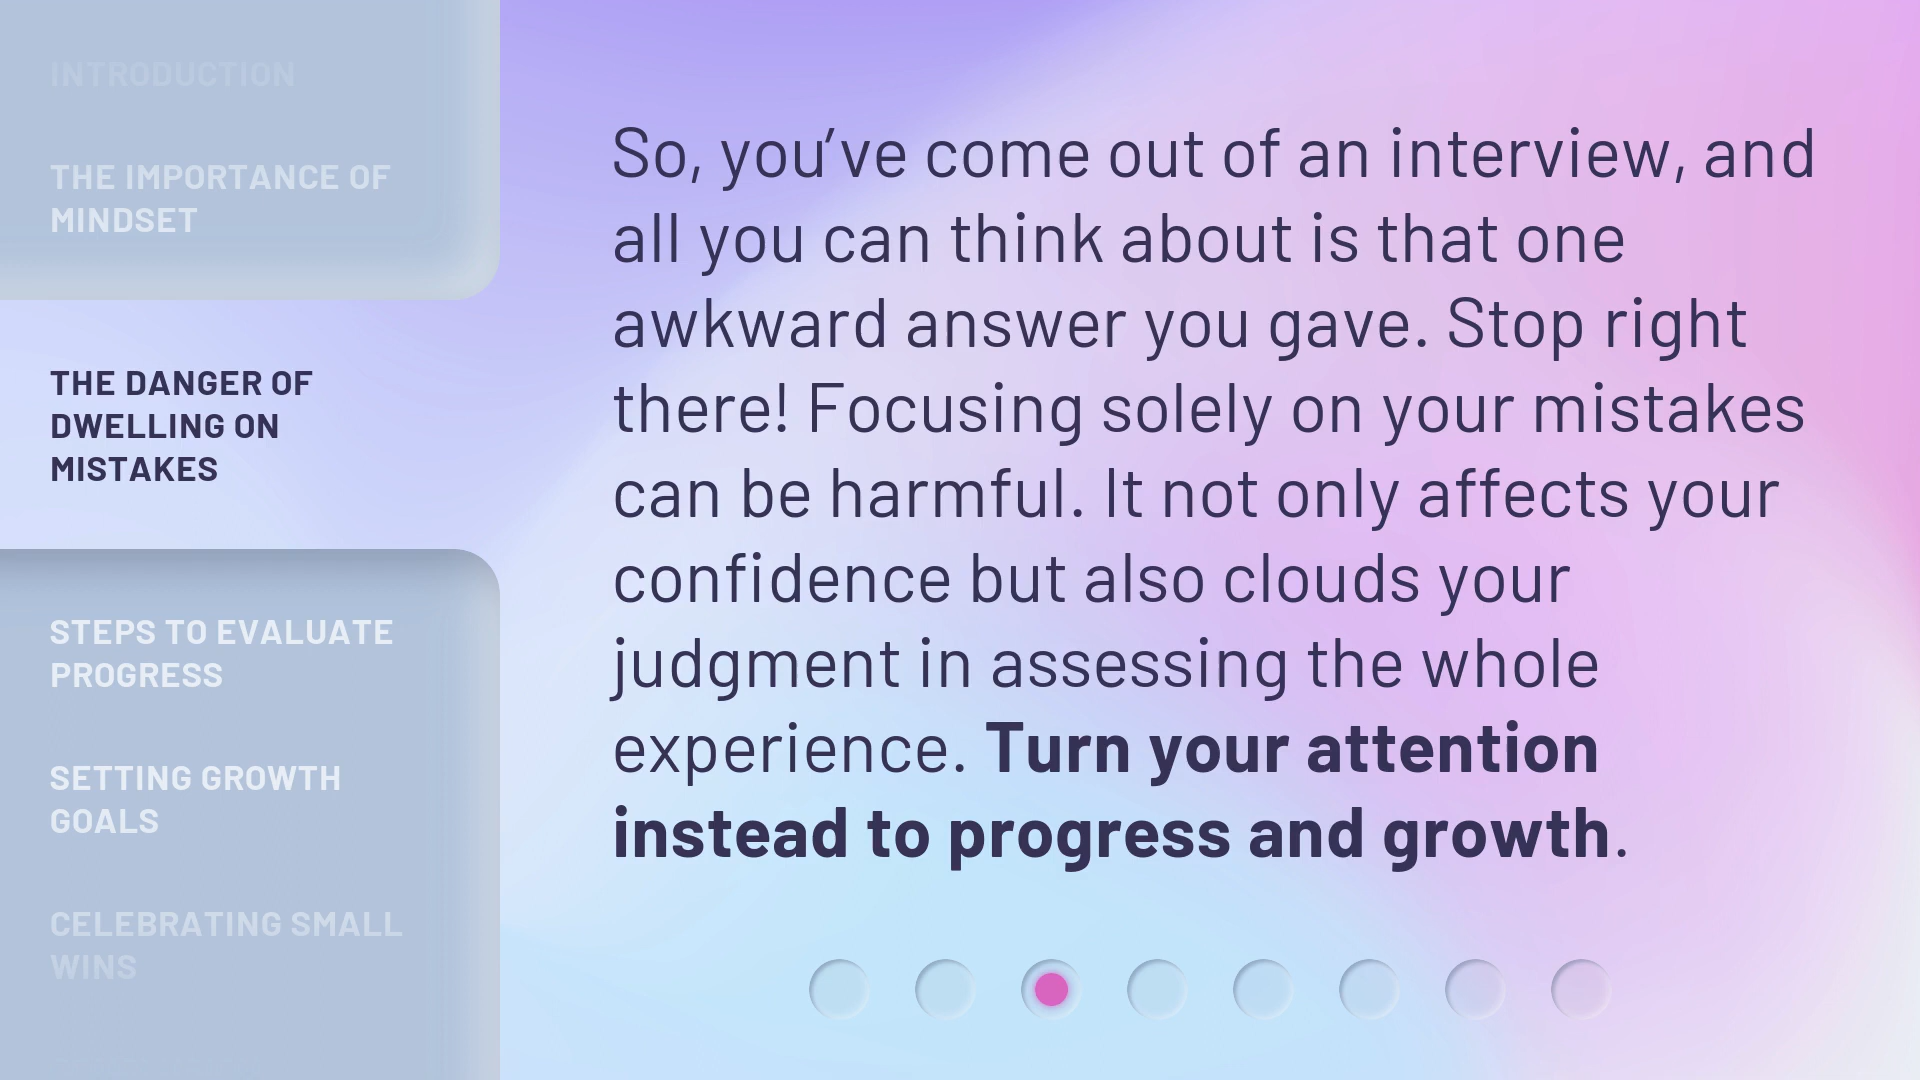 INTRODUCTION
THE IMPORTANCE OF
MINDSET
THE DANGER OF
DWELLING ON
MISTAKES
STEPS TO EVALUATE
PROGRESS
SETTING GROWTH
GOALS
CELEBRATING SMALL
WINS
So, you’ve come out of an interview, and
all you can think about is that one
awkward answer you gave. Stop right
there! Focusing solely on your mistakes
can be harmful. It not only affects your
confidence but also clouds your
judgment in assessing the whole
experience. Turn your attention
instead to progress and growth.